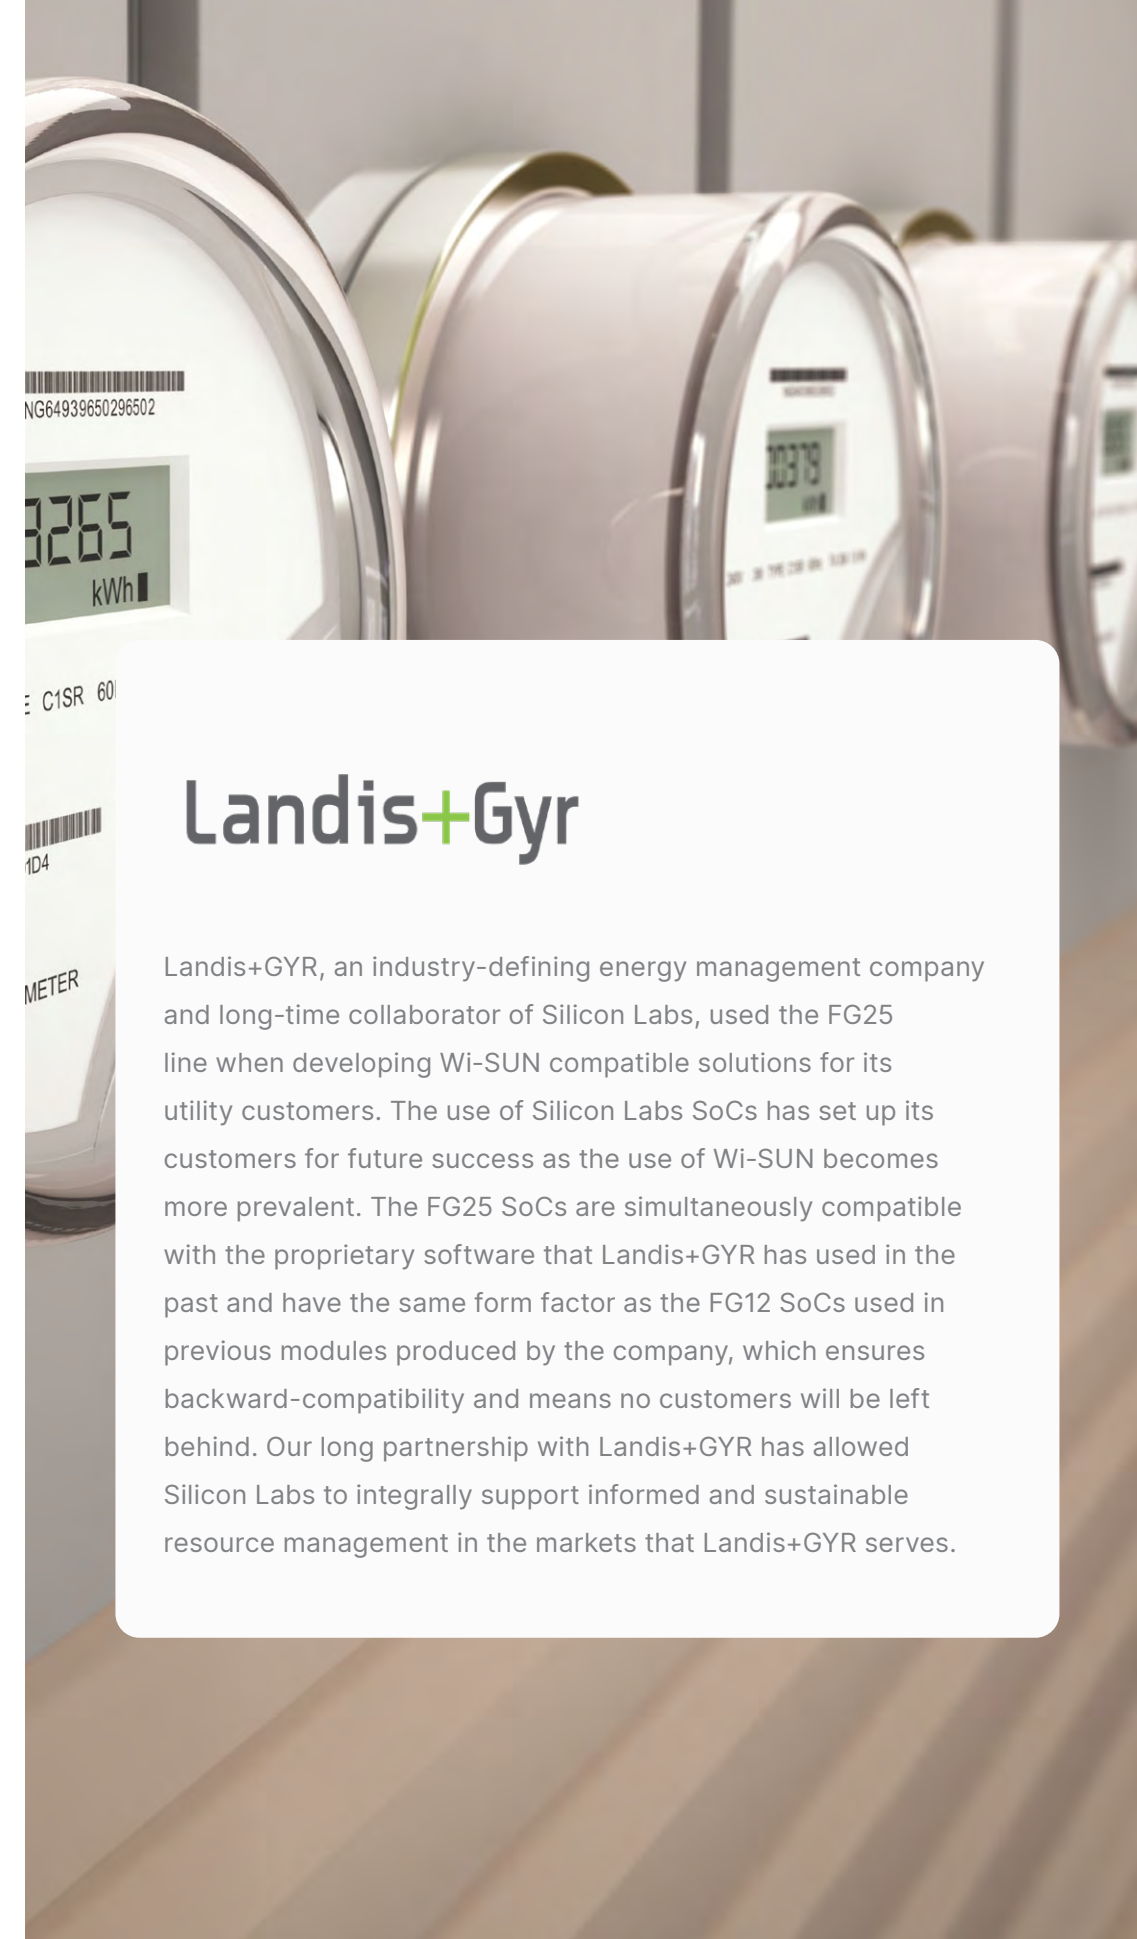 NG64939650296502
3265
kWh
00379
kWh
C1SR 60
1D4
METER
Landis+Gyr
Landis+GYR, an industry-defining energy management company
and long-time collaborator of Silicon Labs, used the FG25
line when developing Wi-SUN compatible solutions for its
utility customers. The use of Silicon Labs SoCs has set up its
customers for future success as the use of Wi-SUN becomes
more prevalent. The FG25 SoCs are simultaneously compatible
with the proprietary software that Landis+GYR has used in the
past and have the same form factor as the FG12 SoCs used in
previous modules produced by the company, which ensures
backward-compatibility and means no customers will be left
behind. Our long partnership with Landis+GYR has allowed
Silicon Labs to integrally support informed and sustainable
resource management in the markets that Landis+GYR serves.